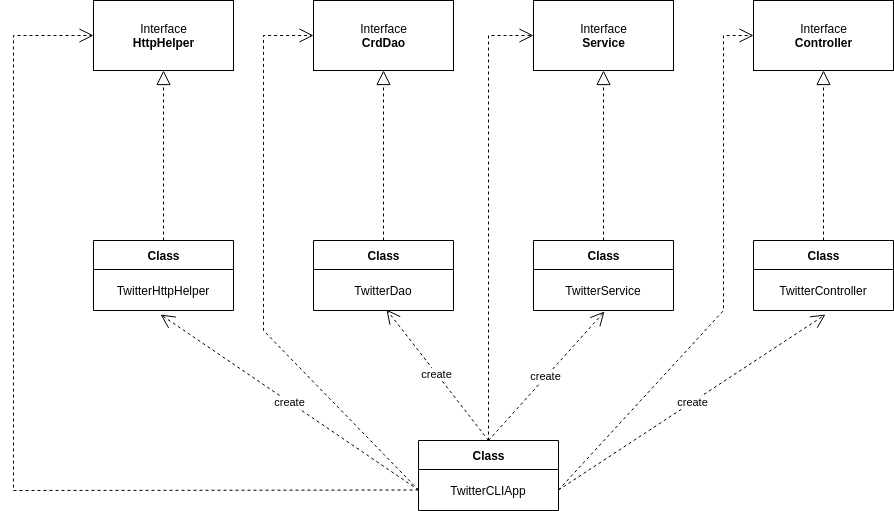 Interface
HttpHelper
Interface
CrdDao
Interface
Service
Interface
Controller
Class
TwitterHttpHelper
Class
TwitterDao
Class
TwitterService
Class
TwitterController
create
create
create
create
Class
TwitterCLIApp